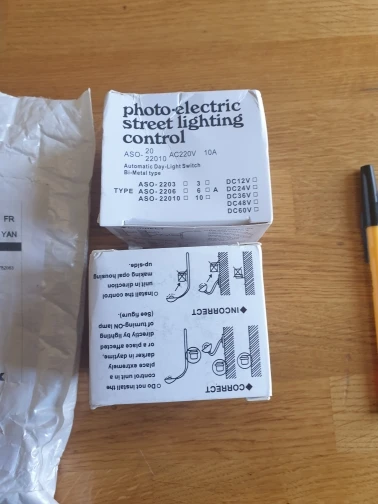 photo-electric
street lighting
control
ASO- 20 22010 AC220V 10A
Automatic Day-Light Switch
Bi-Metal type
TYPE ASO-2203 □ 3 □ A DC12V □
ASO-2206 □ 6 □ DC24V □
ASO-22010 □ 10 □ DC36V □
DC48V □
DC60V □
◆ CORRECT
◆ INCORRECT
○ Do not install the
control unit in a
place extremely
darker in daytime,
or a place affected
directly by lighting
of turning-ON-lamp
(See figure).
○ Install the control
unit in direction
making opal housing
up-side.
FR
YAN